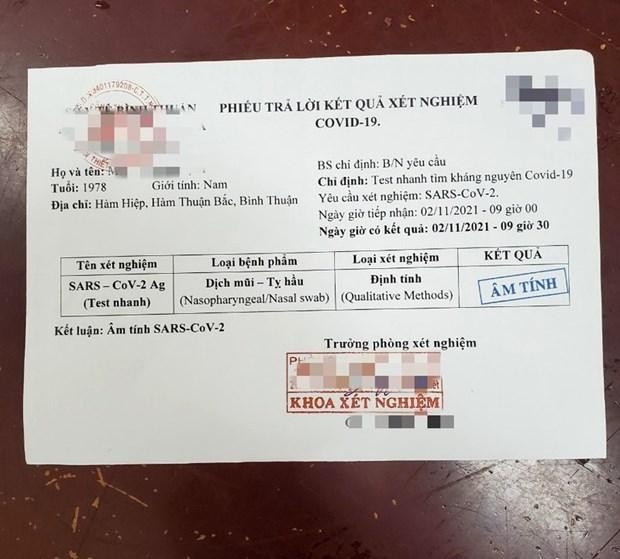 SỞ Y TẾ BÌNH THUẬN
PHIẾU TRẢ LỜI KẾT QUẢ XÉT NGHIỆM
COVID-19.
Họ và tên: M
Tuổi: 1978 Giới tính: Nam
Địa chỉ: Hàm Hiệp, Hàm Thuận Bắc, Bình Thuận
BS chỉ định: B/N yêu cầu
Chỉ định: Test nhanh tìm kháng nguyên Covid-19
Yêu cầu xét nghiệm: SARS-CoV-2.
Ngày giờ tiếp nhận: 02/11/2021 - 09 giờ 00
Ngày giờ có kết quả: 02/11/2021 - 09 giờ 30
Tên xét nghiệm Loại bệnh phẩm Loại xét nghiệm KẾT QUẢ
SARS – CoV-2 Ag Dịch mũi – Tỵ hầu Định tính ÂM TÍNH
(Test nhanh) (Nasopharyngeal/Nasal swab) (Qualitative Methods)
Kết luận: Âm tính SARS-CoV-2
Trưởng phòng xét nghiệm
KHOA XÉT NGHIỆM